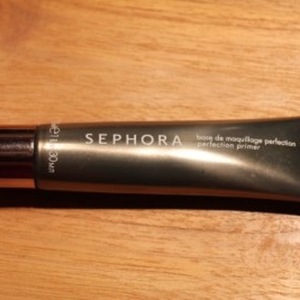 SEPHORA
base de maquillage perfection
perfection primer